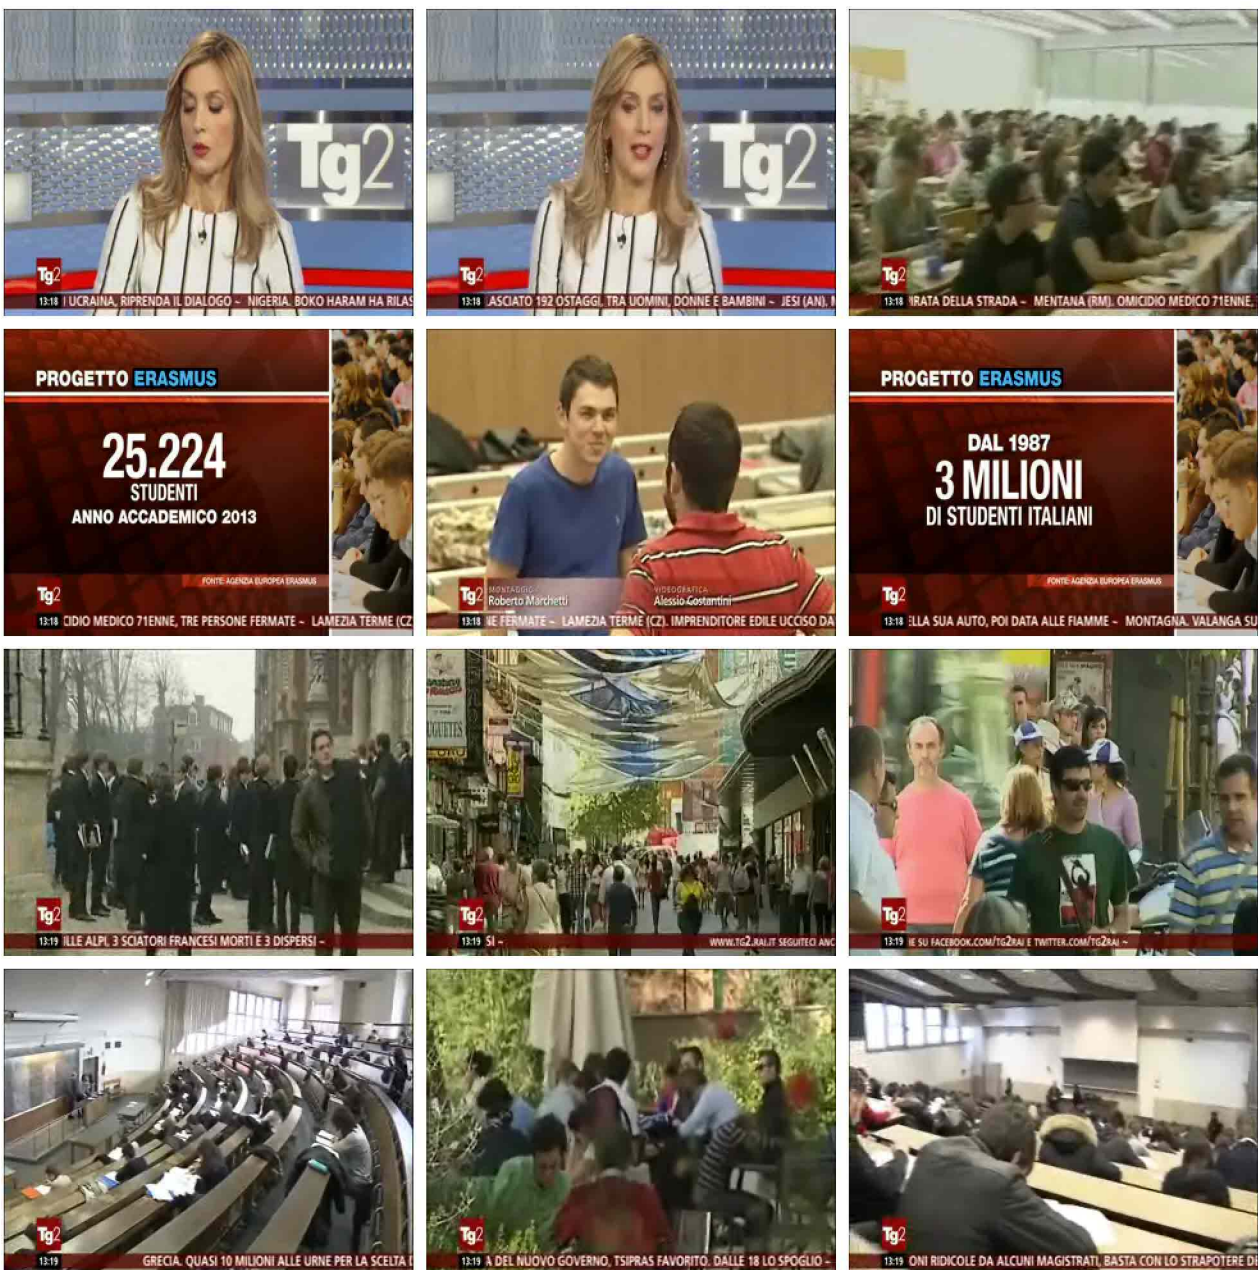 Tg2
Tg2
13:18 I UCRAINA, RIPRENDA IL DIALOGO ~ NIGERIA. BOKO HARAM HA RILAS
Tg2
Tg2
13:18 ASCIATO 192 OSTAGGI, TRA UOMINI, DONNE E BAMBINI ~ JESI (AN),
Tg2
13:18 IRATA DELLA STRADA ~ MENTANA (RM). OMICIDIO MEDICO 71ENNE,
PROGETTO ERASMUS
25.224
STUDENTI
ANNO ACCADEMICO 2013
FONTE: AGENZIA EUROPEA ERASMUS
Tg2
13:18 CIDIO MEDICO 71ENNE, TRE PERSONE FERMATE ~ LAMEZIA TERME (CZ
MONTAGGIO
Roberto Marchetti
VIDEOGRAFICA
Alessio Costantini
Tg2
13:18 NE FERMATE ~ LAMEZIA TERME (CZ). IMPRENDITORE EDILE UCCISO DA
PROGETTO ERASMUS
DAL 1987
3 MILIONI
DI STUDENTI ITALIANI
FONTE: AGENZIA EUROPEA ERASMUS
Tg2
13:18 ELLA SUA AUTO, POI DATA ALLE FIAMME ~ MONTAGNA. VALANGA SU
Tg2
13:19 ILLE ALPI, 3 SCIATORI FRANCESI MORTI E 3 DISPERSI ~
UGUETES
Tg2
13:19 SI ~ WWW.TG2.RAI.IT SEGUITECI ANC
Tg2
13:19 IE SU FACEBOOK.COM/TG2RAI E TWITTER.COM/TG2RAI ~
Tg2
13:19 GRECIA. QUASI 10 MILIONI ALLE URNE PER LA SCELTA D
Tg2
13:19 A DEL NUOVO GOVERNO, TSIPRAS FAVORITO. DALLE 18 LO SPOGLIO ~
Tg2
13:19 ONI RIDICOLE DA ALCUNI MAGISTRATI, BASTA CON LO STRAPOTERE DE